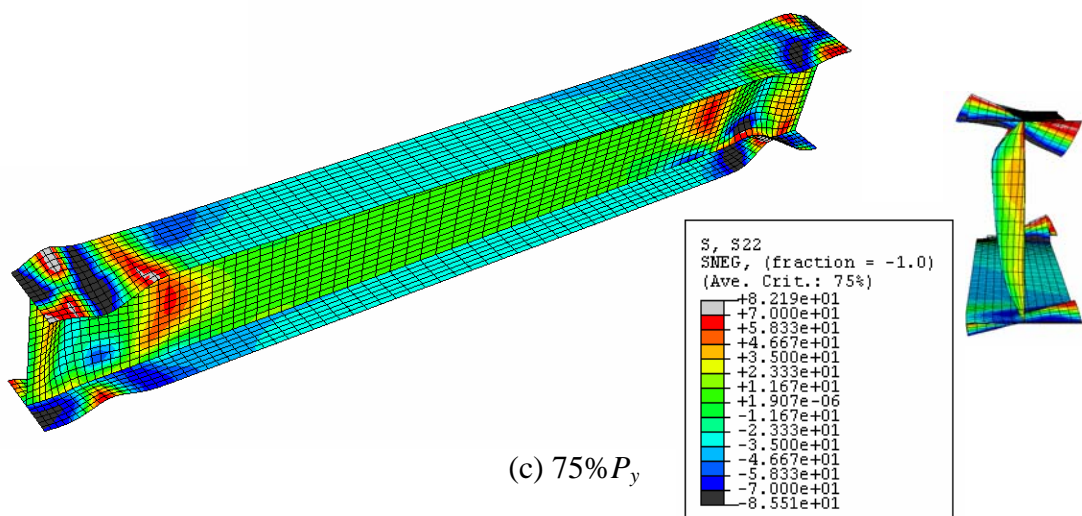 S, S22
SNEG, (fraction = -1.0)
(Ave. Crit.: 75%)
+8.219e+01
+7.000e+01
+5.833e+01
+4.667e+01
+3.500e+01
+2.333e+01
+1.167e+01
+1.907e-06
-1.167e+01
-2.333e+01
-3.500e+01
-4.667e+01
-5.833e+01
-7.000e+01
-8.551e+01
(c) 75%Py